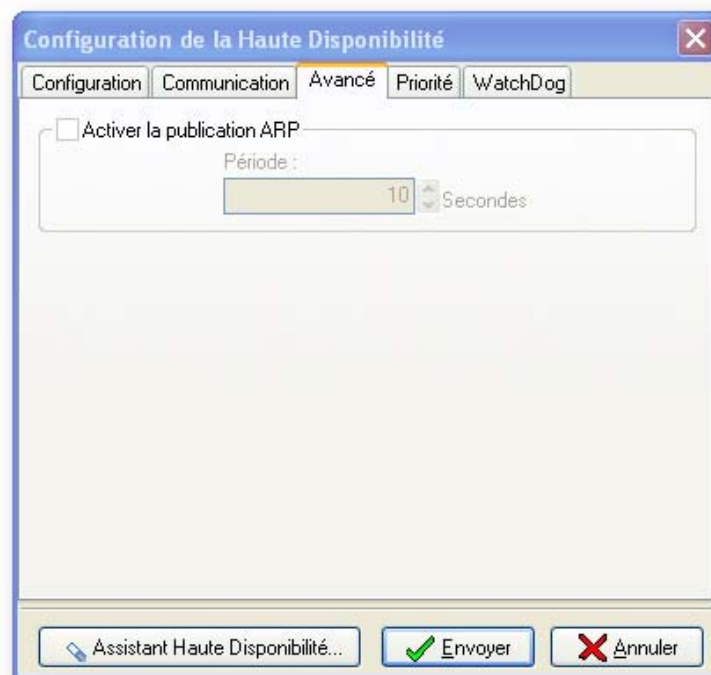 Configuration de la Haute Disponibilité
Configuration Communication Avancé Priorité WatchDog
Activer la publication ARP
Période :
10 Secondes
Assistant Haute Disponibilité... Envoyer Annuler